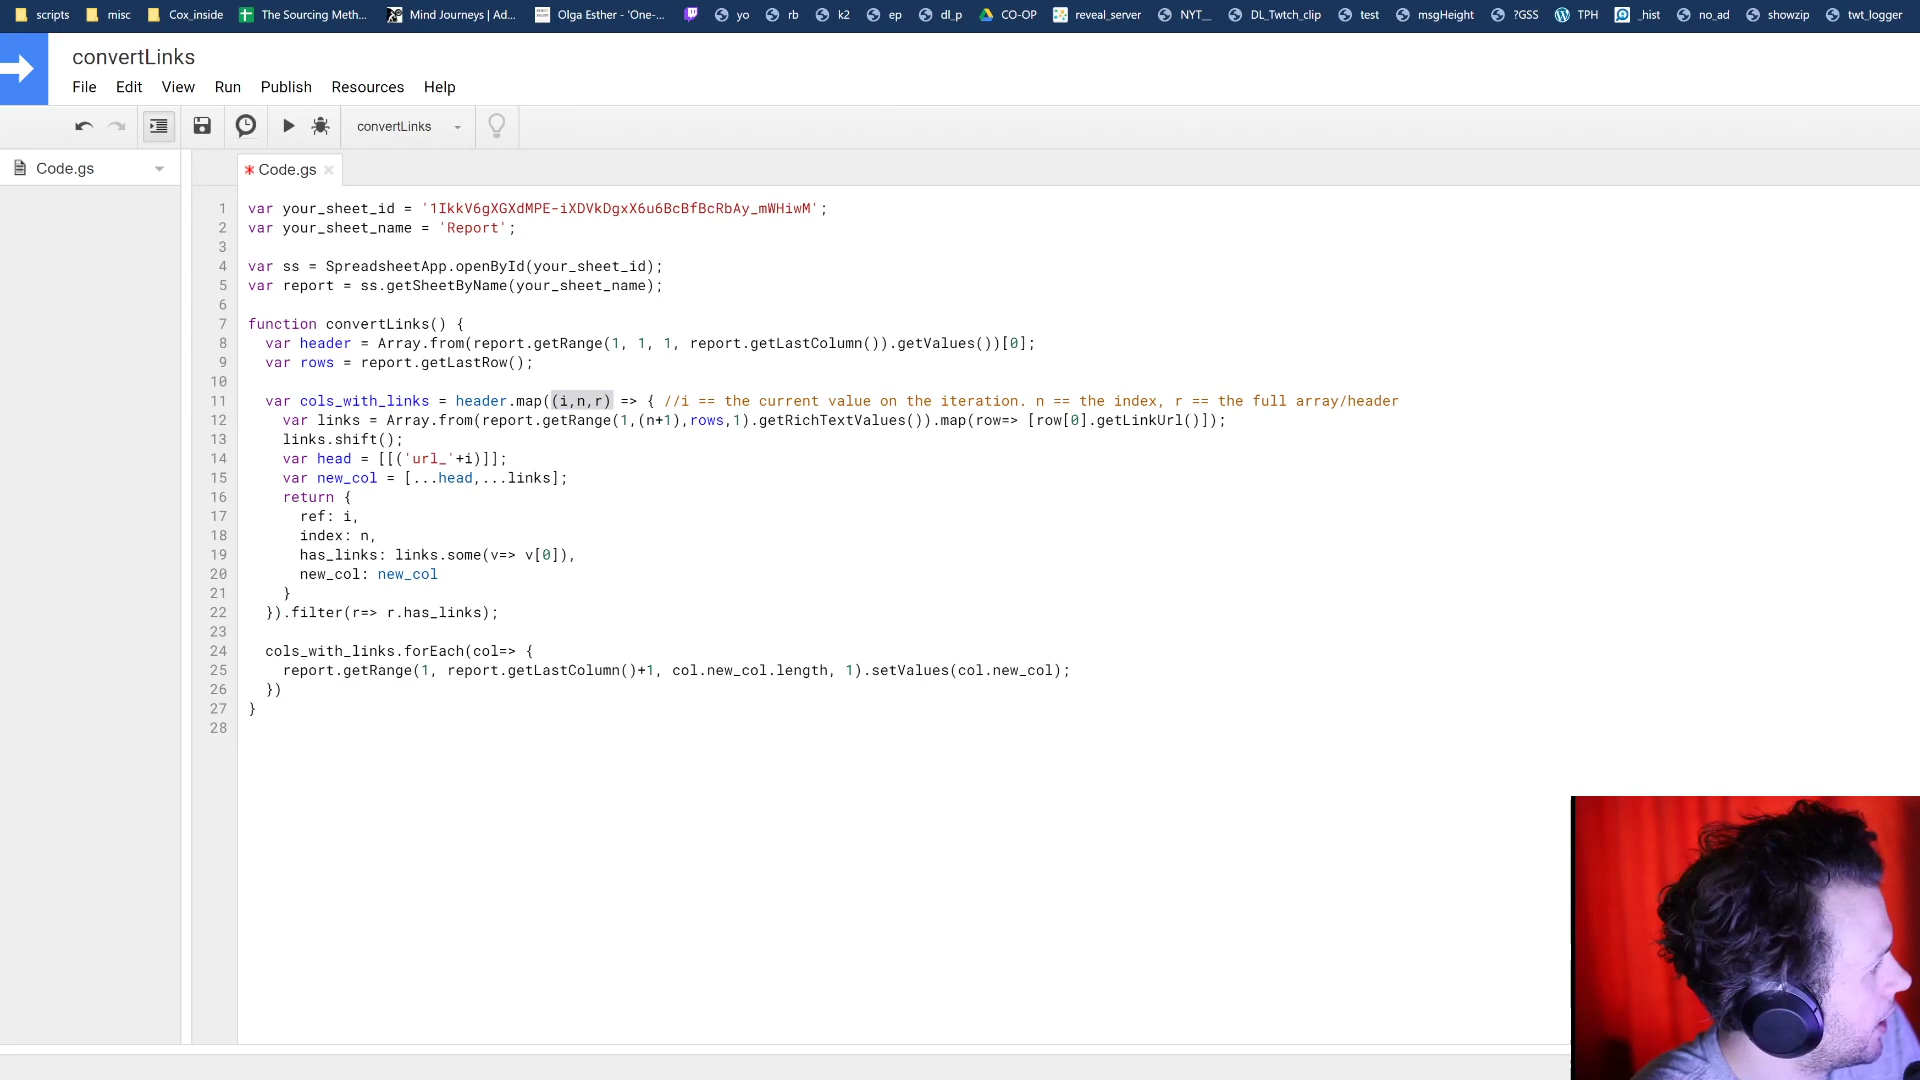 scripts misc Cox_inside The Sourcing Meth... Mind Journeys | Ad... Olga Esther - 'One-... yo rb k2 ep dl_p CO-OP reveal_server NYT_ DL_Twtch_clip test msgHeight ?GSS TPH _hist no_ad showzip twt_logger
convertLinks
File Edit View Run Publish Resources Help
convertLinks
Code.gs
* Code.gs
1 var your_sheet_id = '1IkkV6gXGXdMPE-iXDVkDgxX6u6BcBfBcRbAy_mWHiwM';
2 var your_sheet_name = 'Report';
3
4 var ss = SpreadsheetApp.openById(your_sheet_id);
5 var report = ss.getSheetByName(your_sheet_name);
6
7 function convertLinks() {
8 var header = Array.from(report.getRange(1, 1, 1, report.getLastColumn()).getValues())[0];
9 var rows = report.getLastRow();
10
11 var cols_with_links = header.map((i,n,r) => { //i == the current value on the iteration. n == the index, r == the full array/header
12 var links = Array.from(report.getRange(1,(n+1),rows,1).getRichTextValues()).map(row=> [row[0].getLinkUrl()]);
13 links.shift();
14 var head = [[('url_'+i)]];
15 var new_col = [...head,...links];
16 return {
17 ref: i,
18 index: n,
19 has_links: links.some(v=> v[0]),
20 new_col: new_col
21 }
22 }).filter(r=> r.has_links);
23
24 cols_with_links.forEach(col=> {
25 report.getRange(1, report.getLastColumn()+1, col.new_col.length, 1).setValues(col.new_col);
26 })
27 }
28